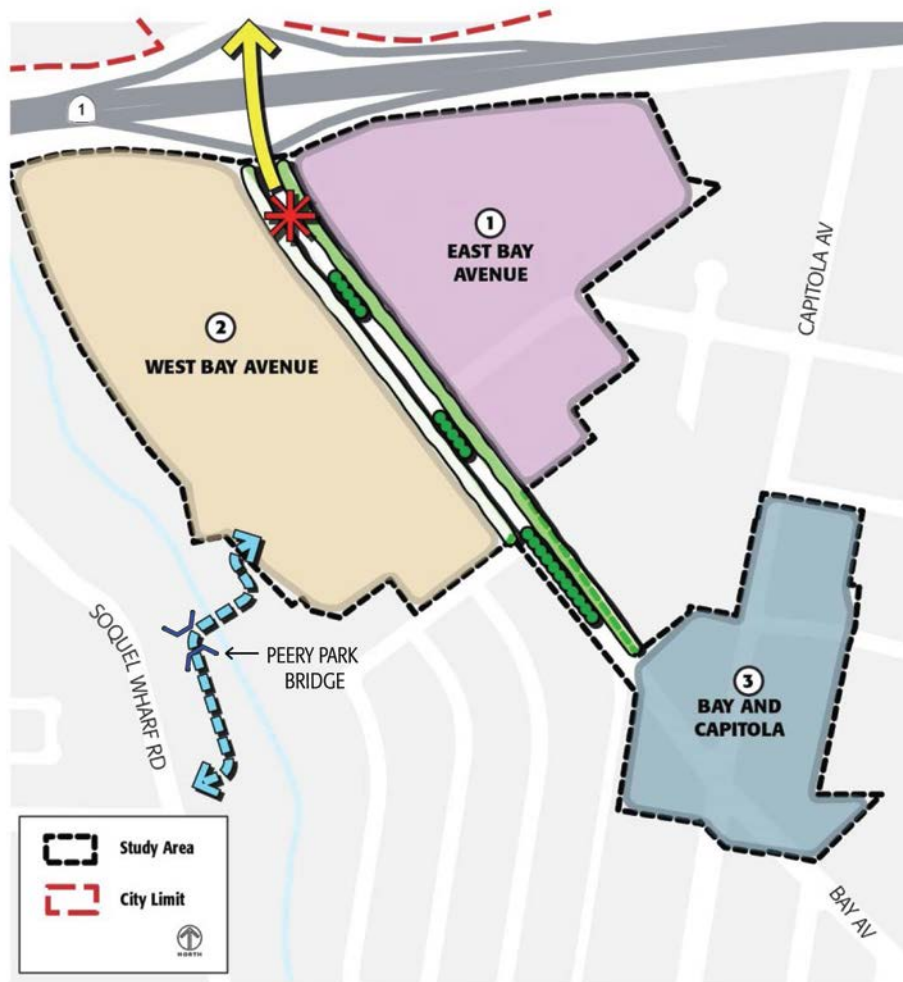 1
1
EAST BAY
AVENUE
CAPITOLA AV
2
WEST BAY AVENUE
SOQUEL WHARF RD
PEERY PARK
BRIDGE
3
BAY AND
CAPITOLA
BAY AV
Study Area
City Limit
NORTH